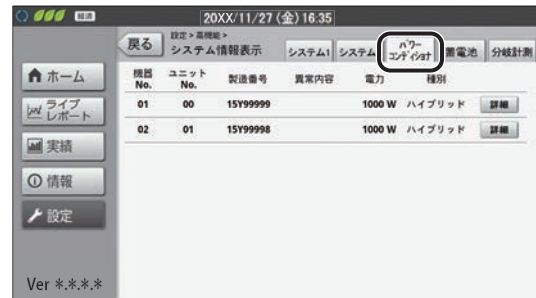 経済
20XX/11/27 (金) 16:35
戻る
設定 > 高機能 >
システム情報表示
システム1
システム
パワー
コンディショナ
蓄電池
分岐計測
ホーム
ライブ
レポート
実績
情報
設定
Ver *.*.*.*
機器
No.
ユニット
No.
製造番号 異常内容 電力 種別
01 00 15Y99999 1000 W ハイブリッド 詳細
02 01 15Y99998 1000 W ハイブリッド 詳細